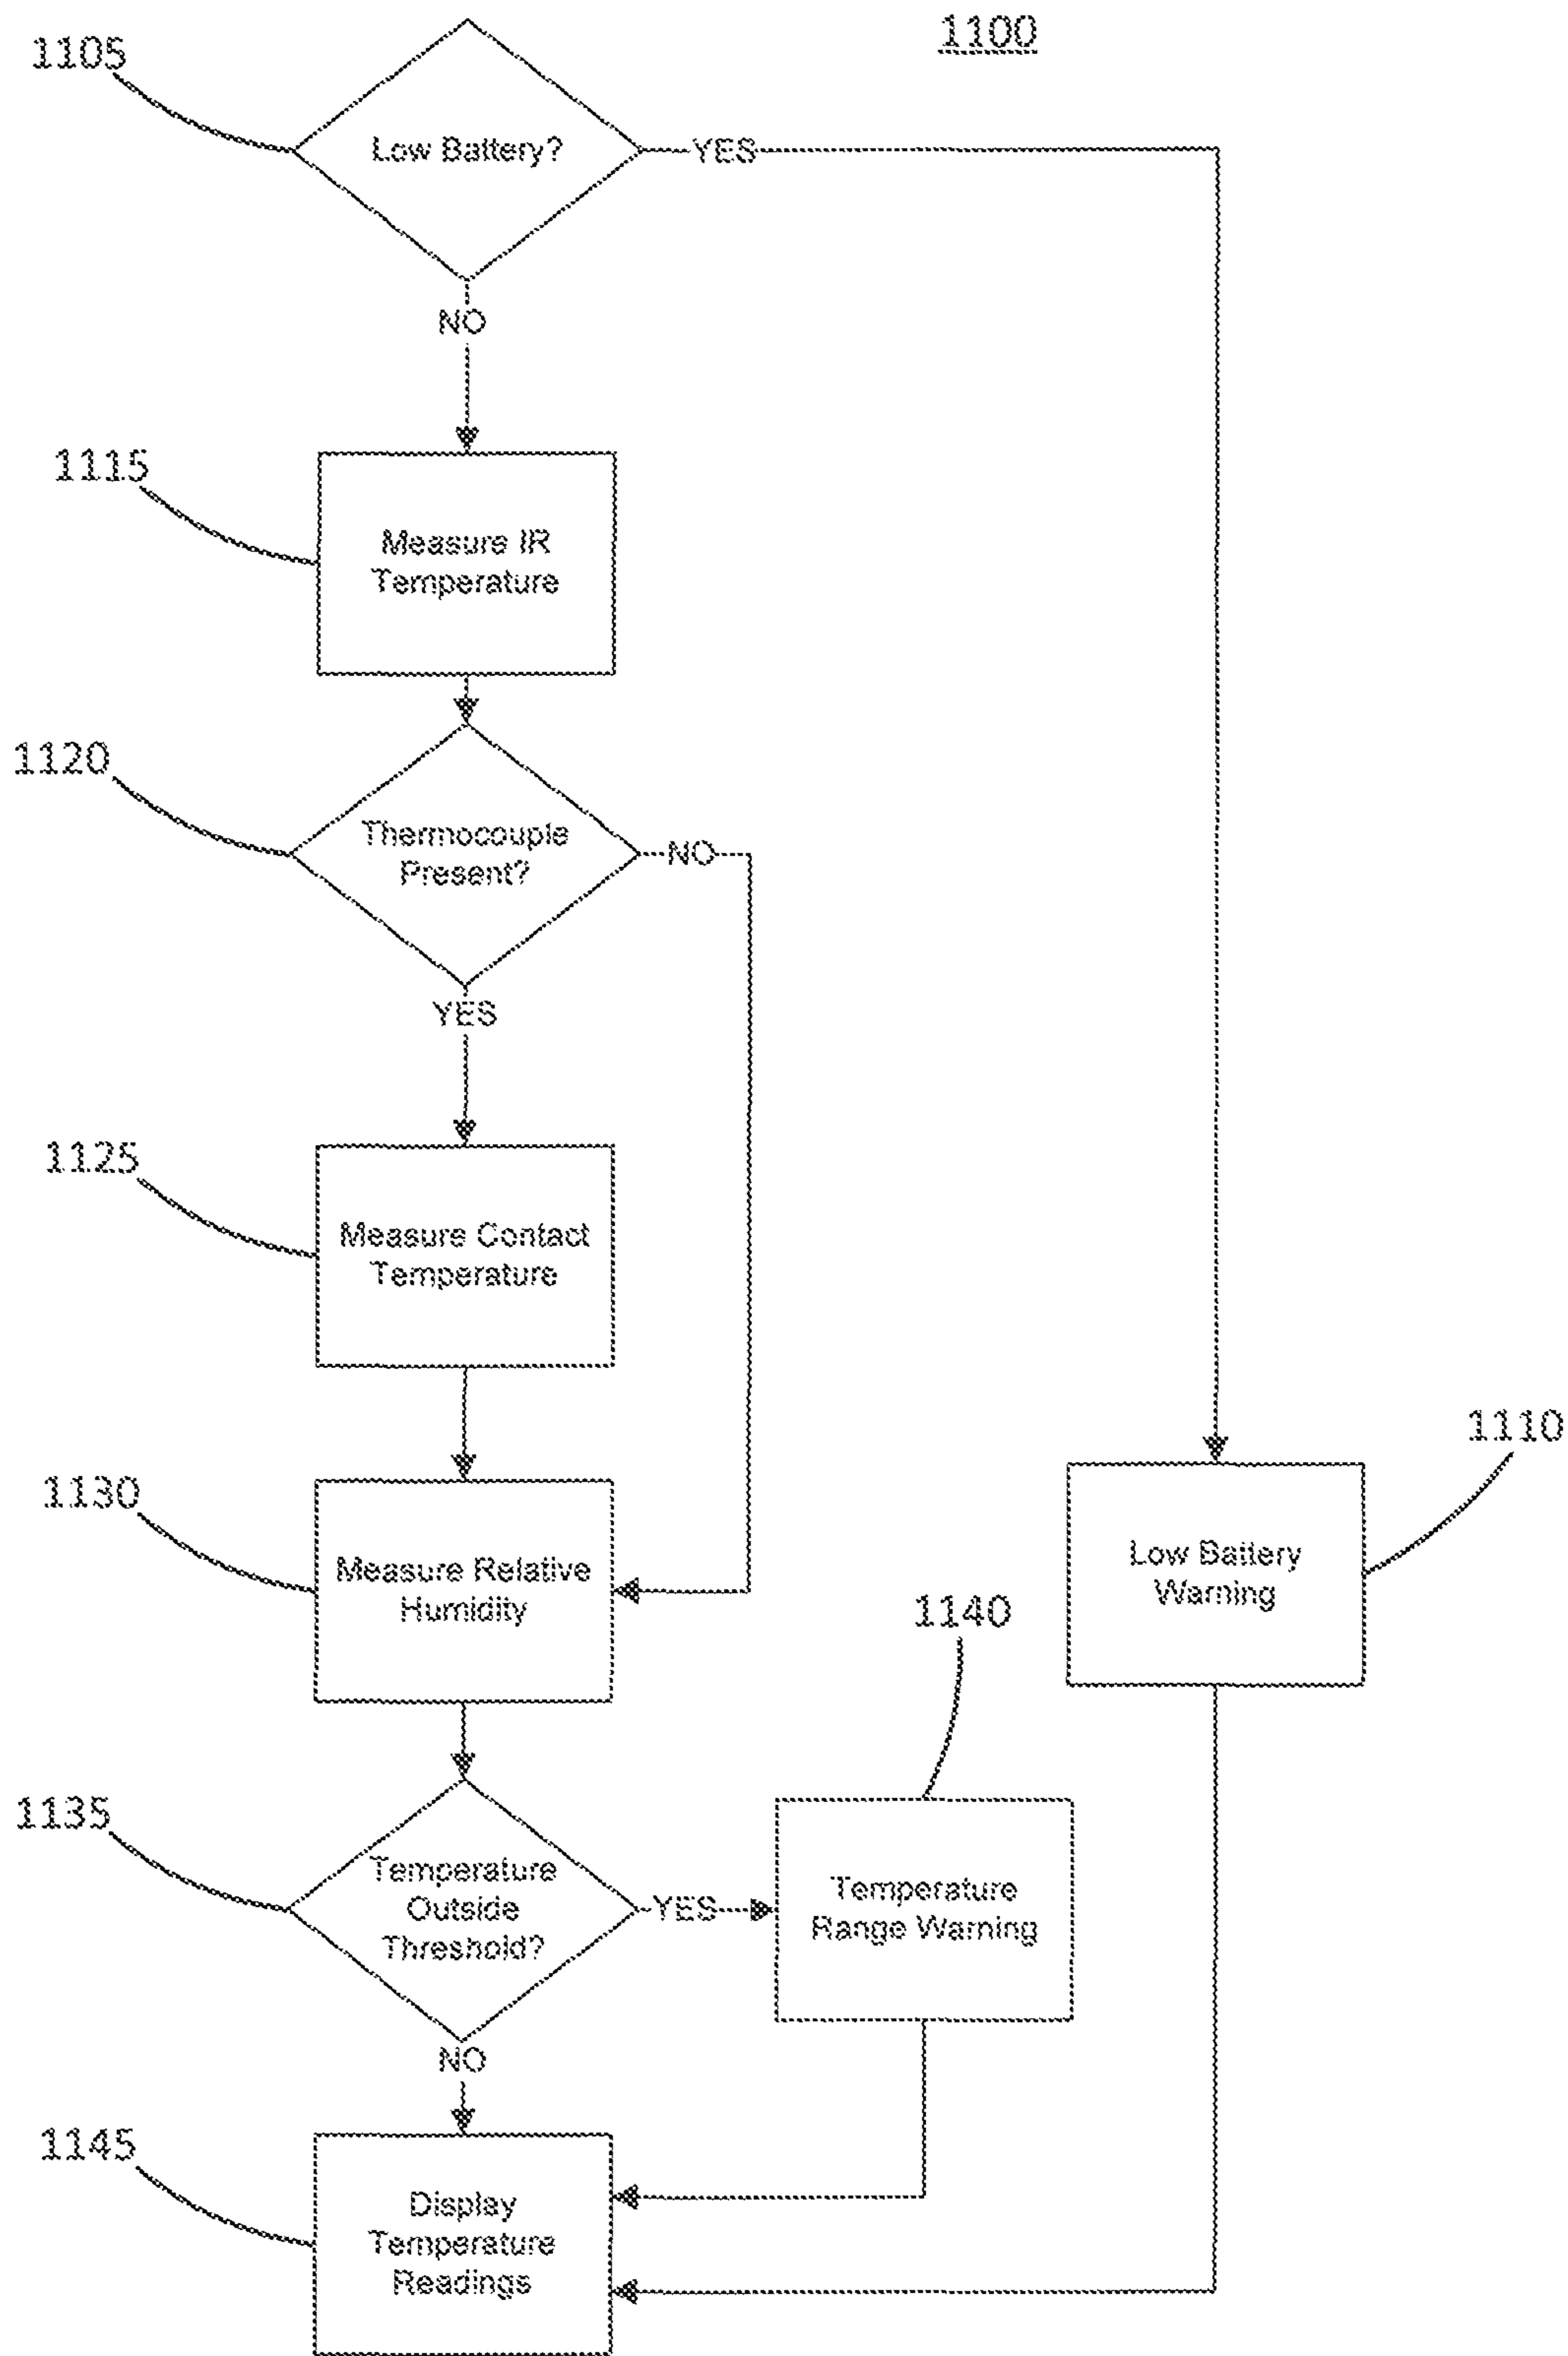 1100
1105
Low Battery?
YES
NO
1115
Measure IR
Temperature
1120
Thermocouple
Present?
NO
YES
1125
Measure Contact
Temperature
1110
Low Battery
Warning
1130
Measure Relative
Humidity
1140
1135
Temperature
Outside
Threshold?
YES
Temperature
Range Warning
NO
1145
Display
Temperature
Readings